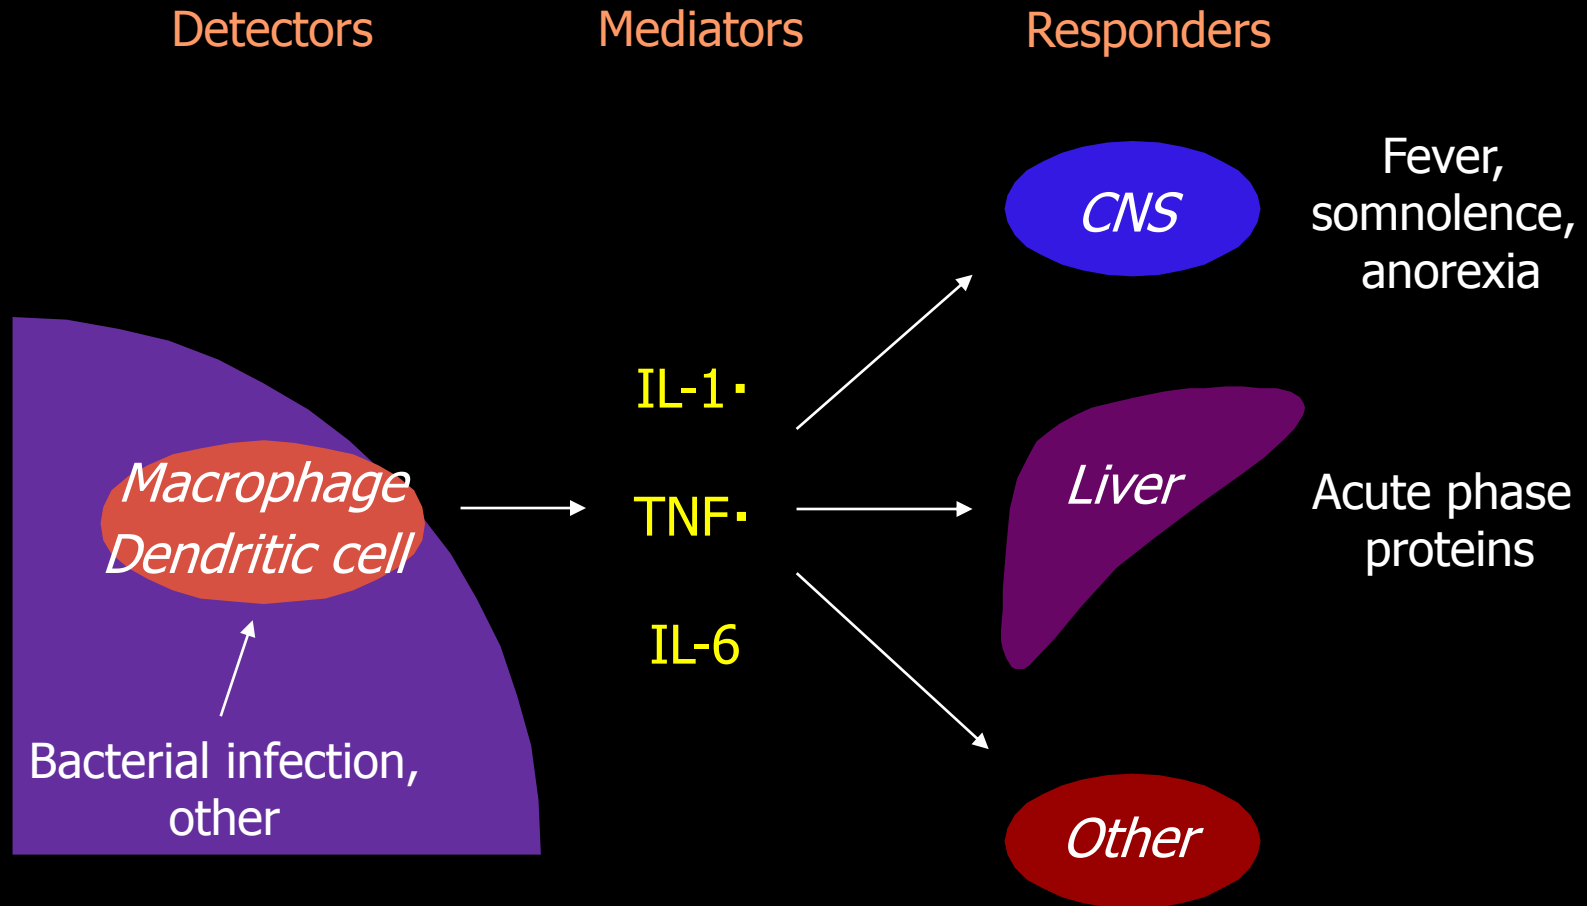 Detectors
Mediators
Responders
Fever,
somnolence,
anorexia
CNS
IL-1▪
TNF▪
IL-6
Macrophage
Dendritic cell
Liver
Acute phase
proteins
Bacterial infection,
other
Other